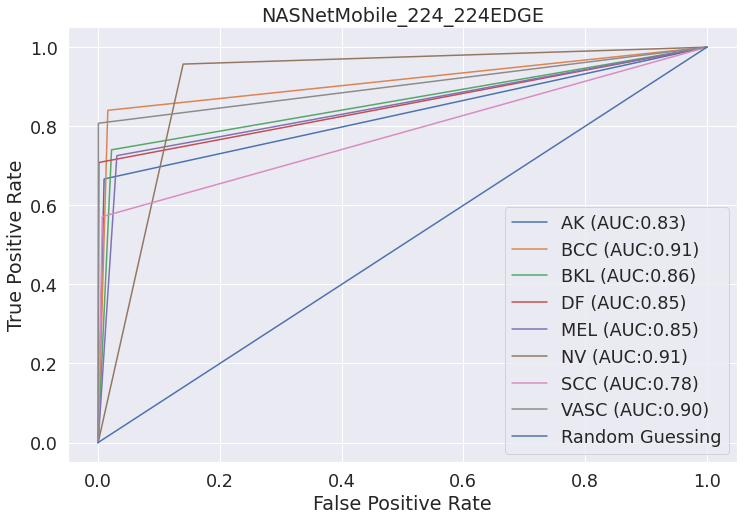 NASNetMobile_224_224EDGE
True Positive Rate
1.0
0.8
0.6
0.4
0.2
0.0
AK (AUC:0.83)
BCC (AUC:0.91)
BKL (AUC:0.86)
DF (AUC:0.85)
MEL (AUC:0.85)
NV (AUC:0.91)
SCC (AUC:0.78)
VASC (AUC:0.90)
Random Guessing
0.0 0.2 0.4 0.6 0.8 1.0
False Positive Rate